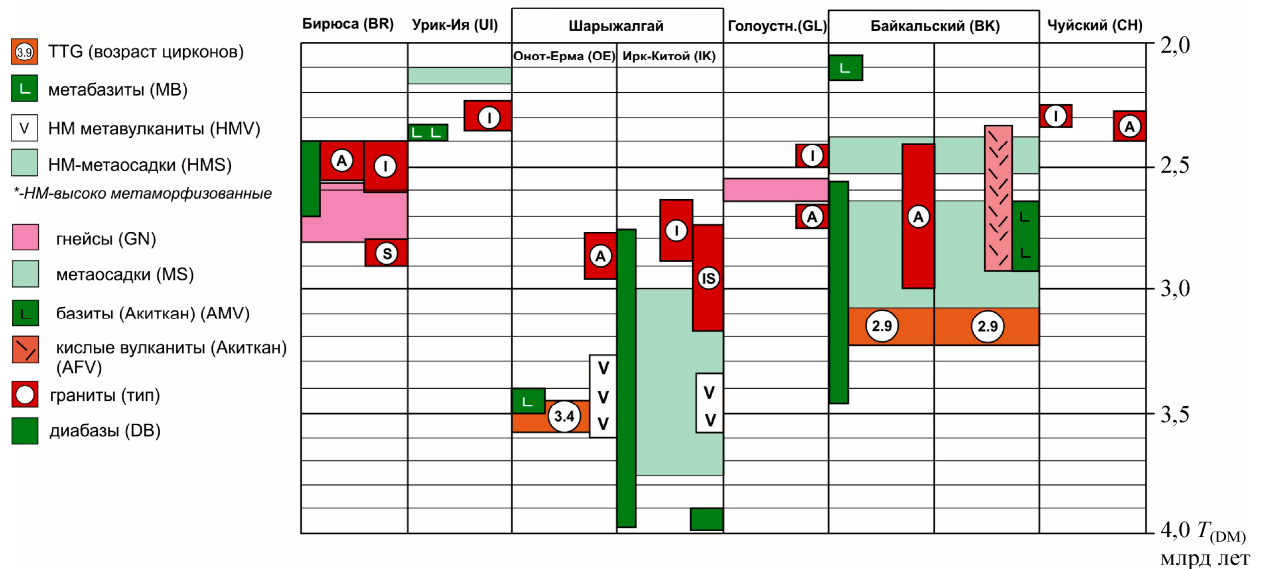 Бирюса (BR)
Урик-Ия (UI)
Шарыжалгай
Голоустн.(GL)
Байкальский (BK)
Чуйский (CH)
Онот-Ерма (OE)
Ирк-Китой (IK)
3.9 TTG (возраст цирконов)
метабазиты (MB)
V НМ метавулканиты (HMV)
НМ-метаосадки (HMS)
*-НМ-высоко метаморфизованные
гнейсы (GN)
метаосадки (MS)
базиты (Акиткан) (AMV)
кислые вулканиты (Акиткан)
(AFV)
граниты (тип)
диабазы (DB)
A
I
S
I
3.4
V
V
V
A
I
IS
V
V
I
A
A
2.9
2.9
I
A
2,0
2,5
3,0
3,5
4,0 T(DM)
млрд лет